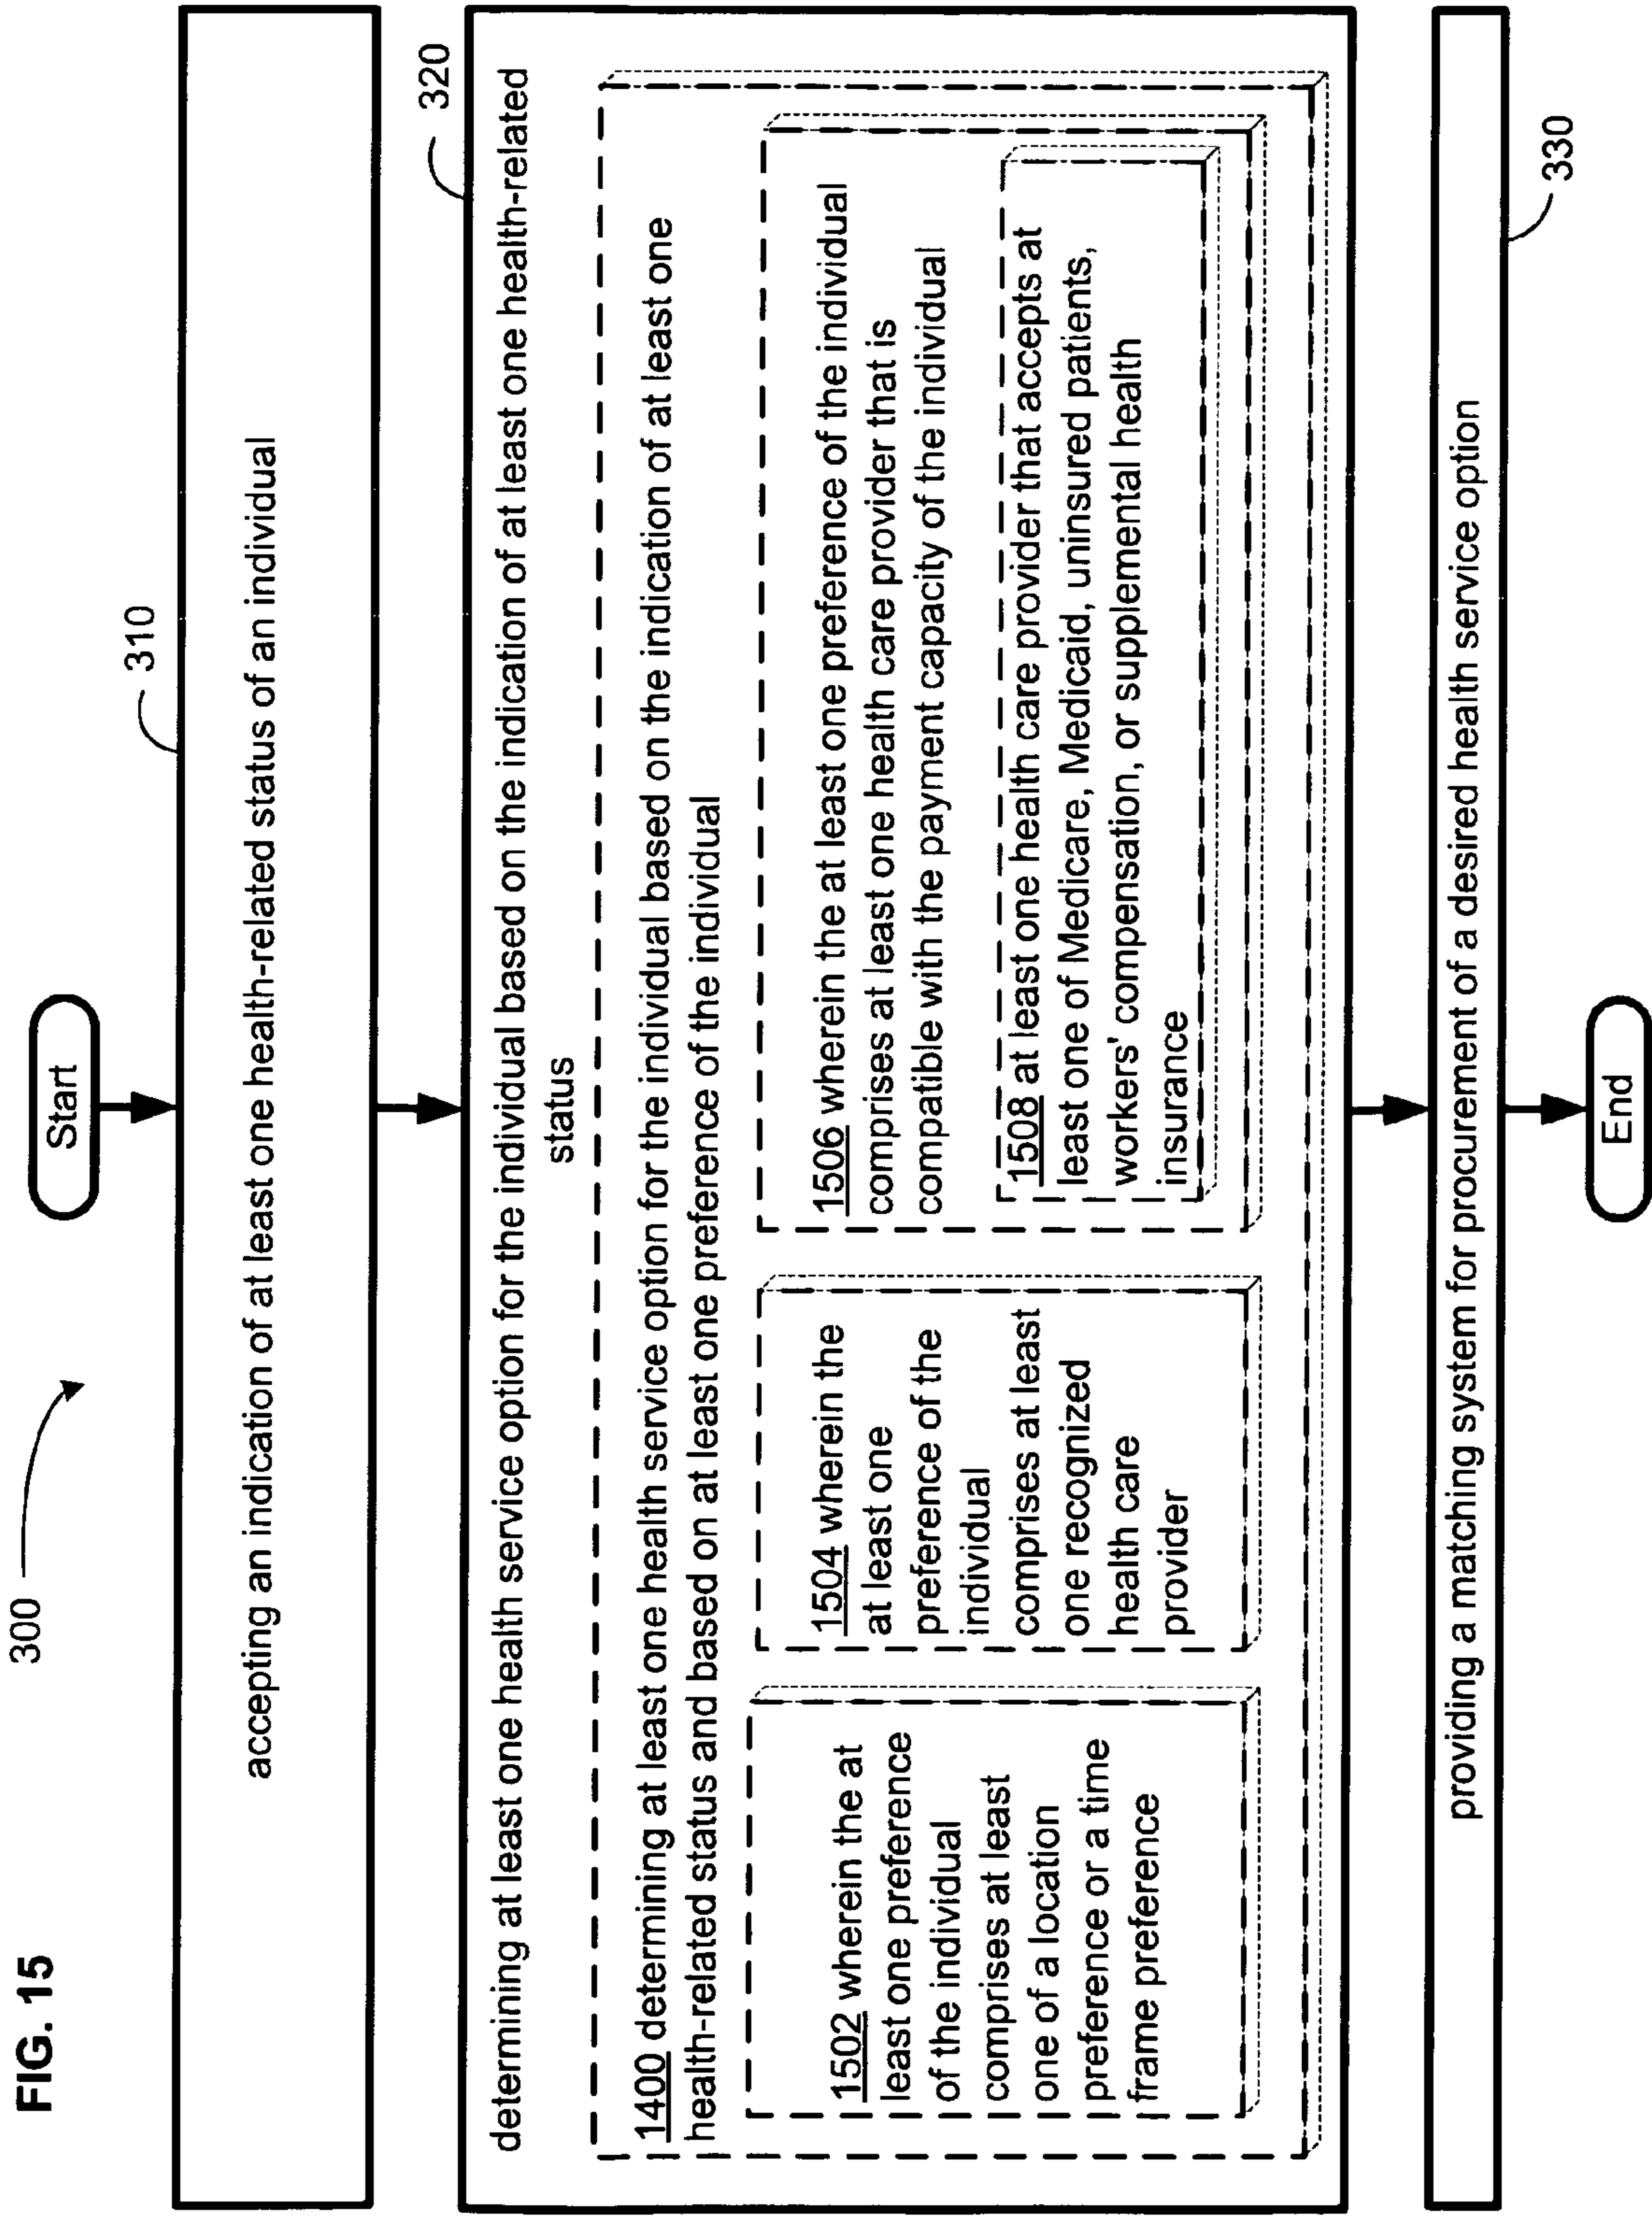 FIG. 15
300
Start
310
accepting an indication of at least one health-related status of an individual
320
determining at least one health service option for the individual based on the indication of at least one health-related
status
1400 determining at least one health service option for the individual based on the indication of at least one
health-related status and based on at least one preference of the individual
1502 wherein the at
least one preference
of the individual
comprises at least
one of a location
preference or a time
frame preference
1504 wherein the
at least one
preference of the
individual
comprises at least
one recognized
health care
provider
1506 wherein the at least one preference of the individual
comprises at least one health care provider that is
compatible with the payment capacity of the individual
1508 at least one health care provider that accepts at
least one of Medicare, Medicaid, uninsured patients,
workers' compensation, or supplemental health
insurance
330
providing a matching system for procurement of a desired health service option
End